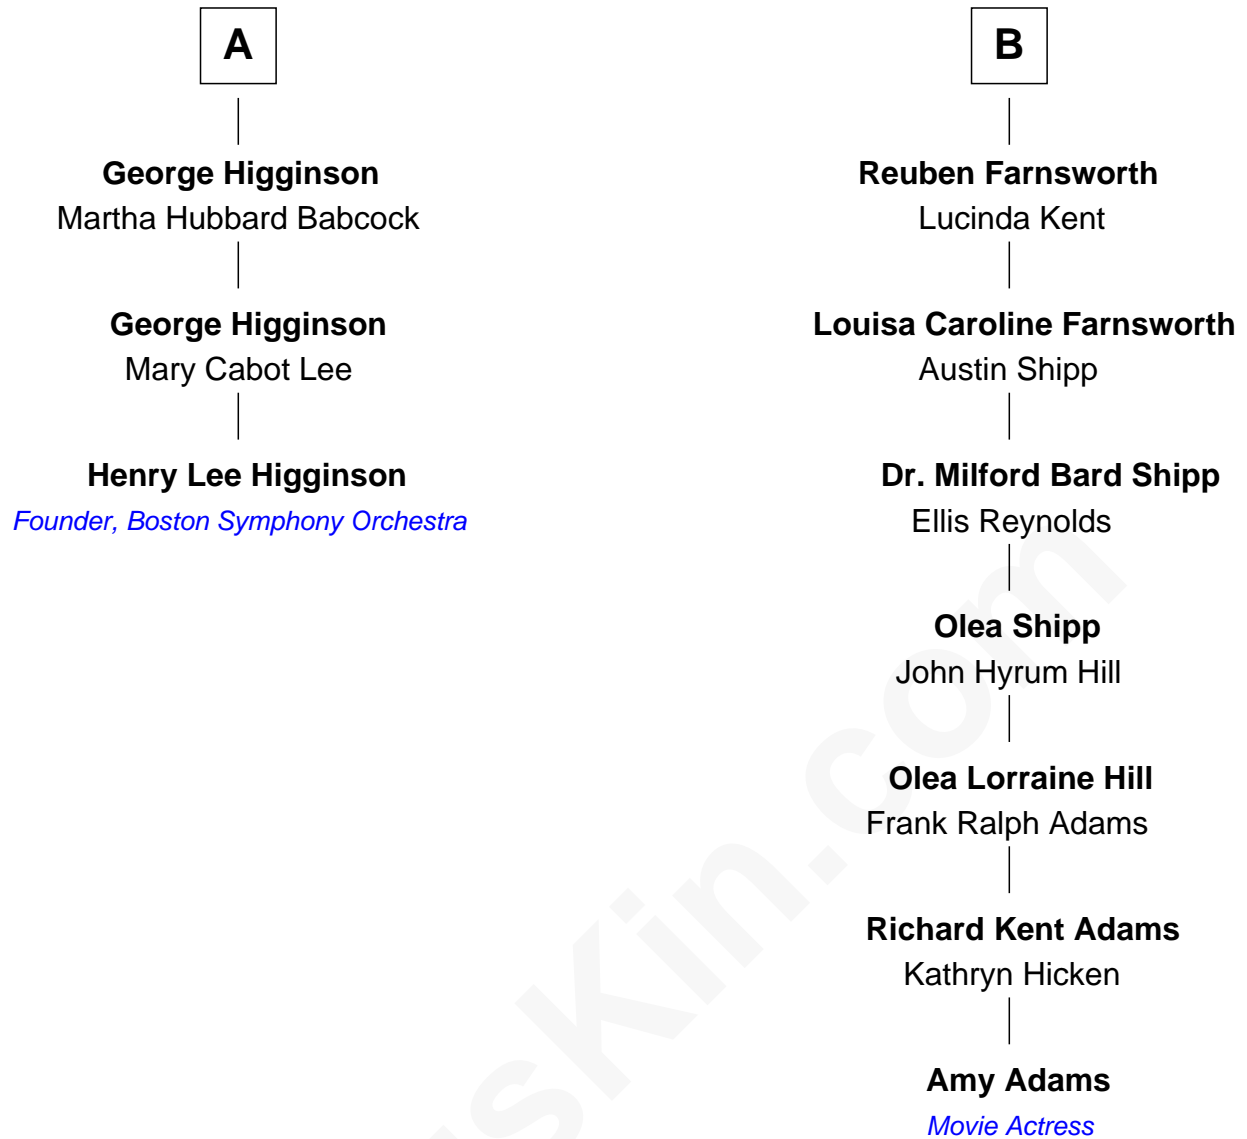 A
George Higginson
Martha Hubbard Babcock
George Higginson
Mary Cabot Lee
Henry Lee Higginson
Founder, Boston Symphony Orchestra
B
Reuben Farnsworth
Lucinda Kent
Louisa Caroline Farnsworth
Austin Shipp
Dr. Milford Bard Shipp
Ellis Reynolds
Olea Shipp
John Hyrum Hill
Olea Lorraine Hill
Frank Ralph Adams
Richard Kent Adams
Kathryn Hicken
Amy Adams
Movie Actress
sKin.com